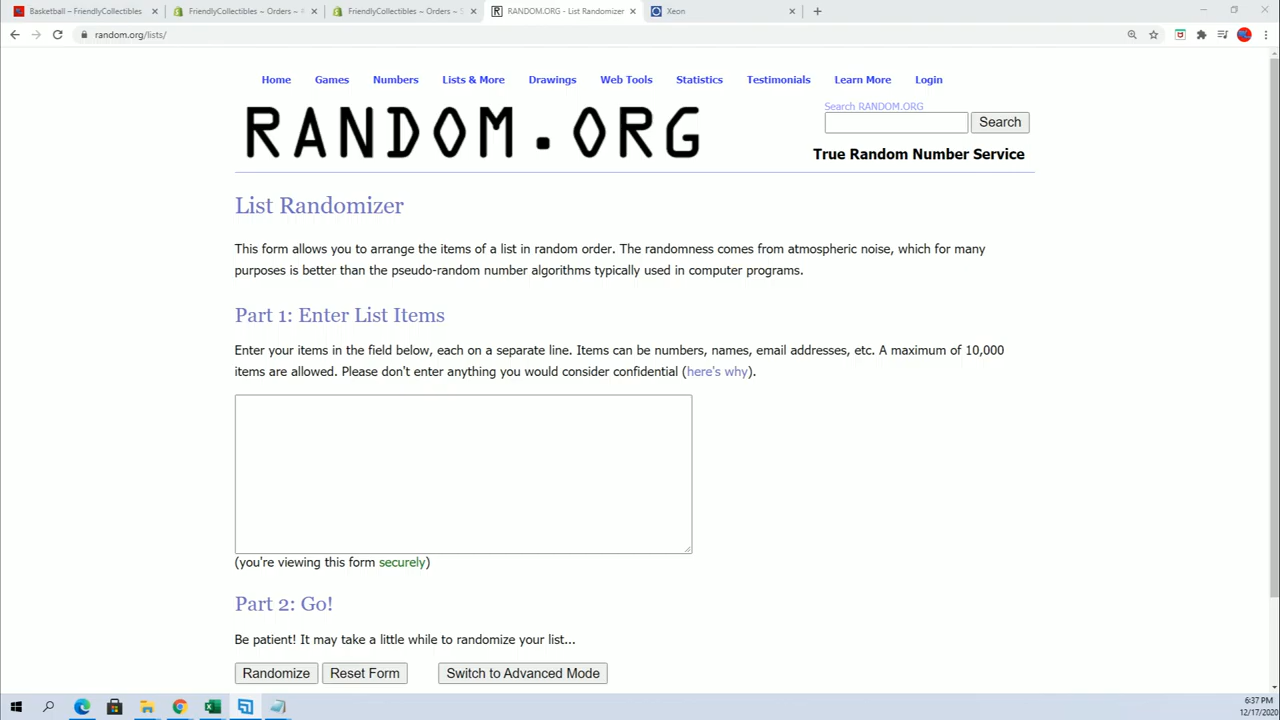 Basketball – FriendlyCollectibles
FriendlyCollectibles ~ Orders ~
FriendlyCollectibles ~ Orders ~
RANDOM.ORG - List Randomizer
Xeon
random.org/lists/
Home Games Numbers Lists & More Drawings Web Tools Statistics Testimonials Learn More Login
RANDOM.ORG
Search RANDOM.ORG
Search
True Random Number Service
List Randomizer
This form allows you to arrange the items of a list in random order. The randomness comes from atmospheric noise, which for many
purposes is better than the pseudo-random number algorithms typically used in computer programs.
Part 1: Enter List Items
Enter your items in the field below, each on a separate line. Items can be numbers, names, email addresses, etc. A maximum of 10,000
items are allowed. Please don't enter anything you would consider confidential (here's why).
(you're viewing this form securely)
Part 2: Go!
Be patient! It may take a little while to randomize your list...
Randomize Reset Form Switch to Advanced Mode
6:37 PM
12/17/2020